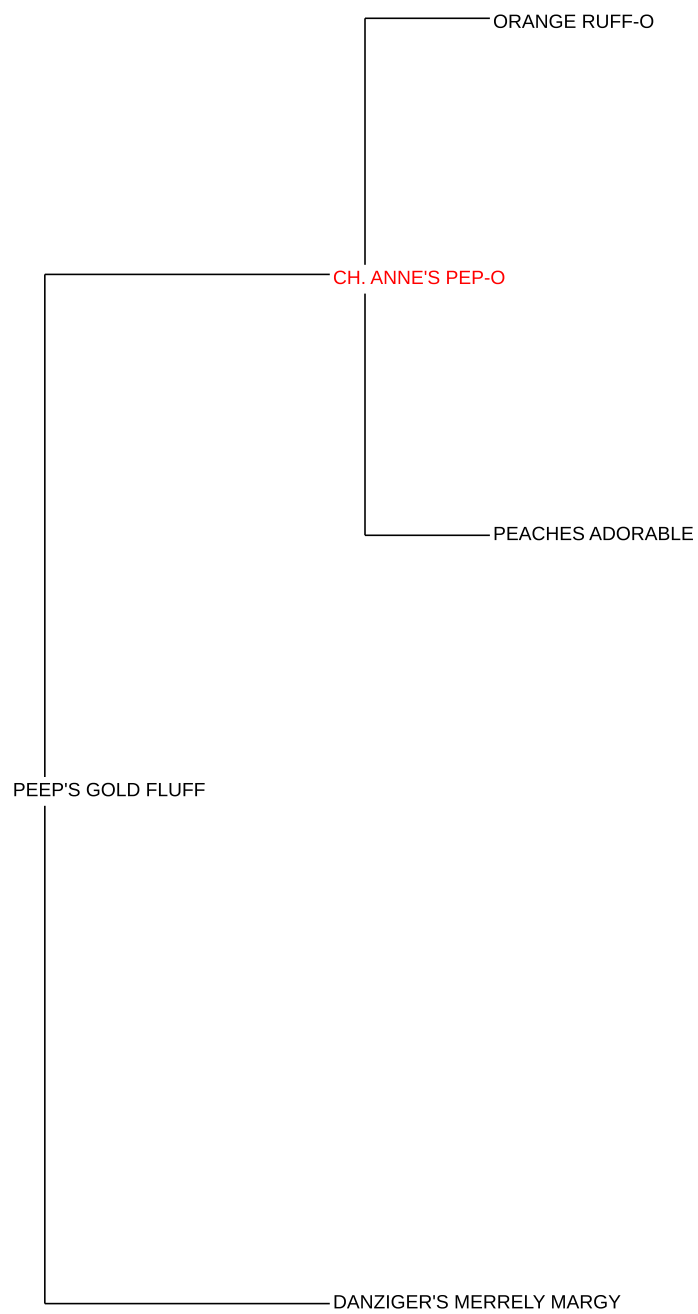 ORANGE RUFF-O
CH. ANNE'S PEP-O
PEACHES ADORABLE
PEEP'S GOLD FLUFF
DANZIGER'S MERRELY MARGY